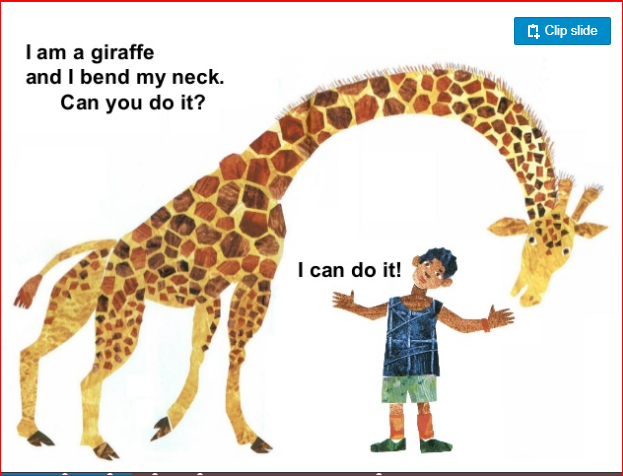 Clip slide
I am a giraffe
and I bend my neck.
Can you do it?
I can do it!